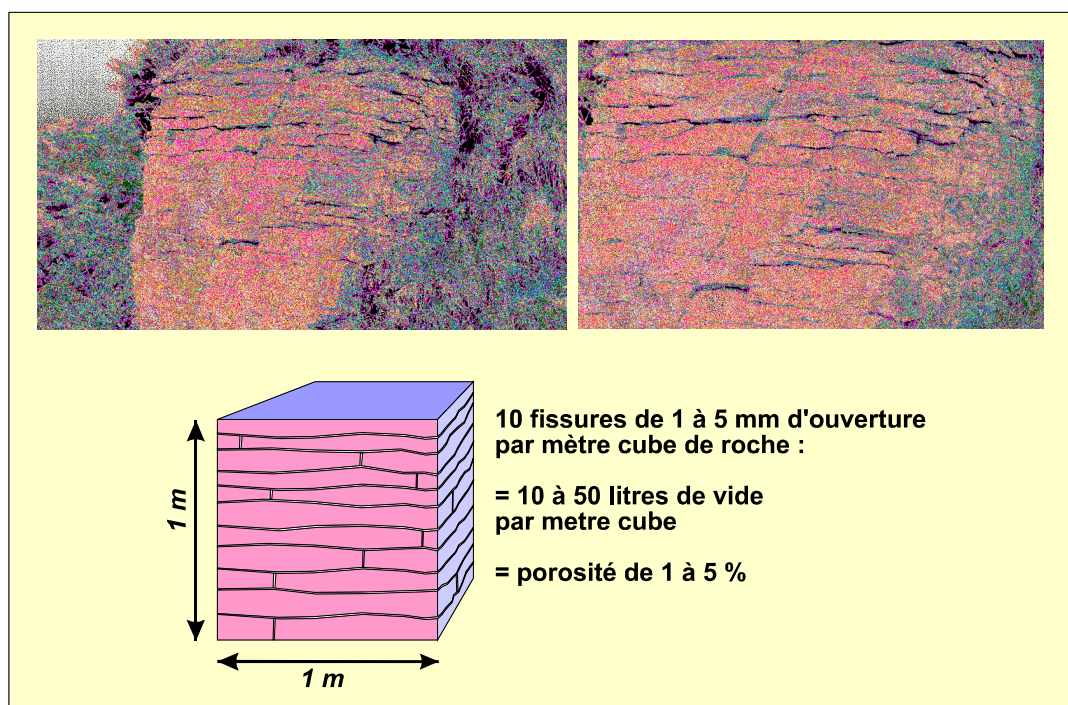 10 fissures de 1 à 5 mm d'ouverture
par mètre cube de roche :
= 10 à 50 litres de vide
par metre cube
= porosité de 1 à 5 %
1 m
1 m